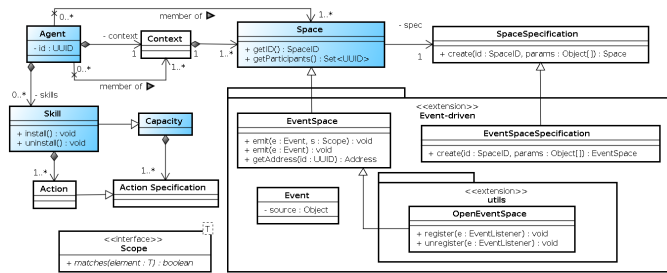 0..*
member of
1..*
Agent
- id : UUID
- context
1
Context
1
1..*
Space
+ getID() : SpaceID
+ getParticipants() : Set<UUID>
- spec
1
SpaceSpecification
+ create(id : SpaceID, params : Object[]) : Space
0..*
member of
1..*
0..*
- skills
Skill
+ install() : void
+ uninstall() : void
Capacity
1..*
1..*
Action
Action Specification
<<interface>>
Scope
T
+ matches(element : T) : boolean
<<extension>>
Event-driven
EventSpace
+ emit(e : Event, s : Scope) : void
+ emit(e : Event) : void
+ getAddress(id : UUID) : Address
EventSpaceSpecification
+ create(id : SpaceID, params : Object[]) : EventSpace
Event
- source : Object
<<extension>>
utils
OpenEventSpace
+ register(e : EventListener) : void
+ unregister(e : EventListener) : void